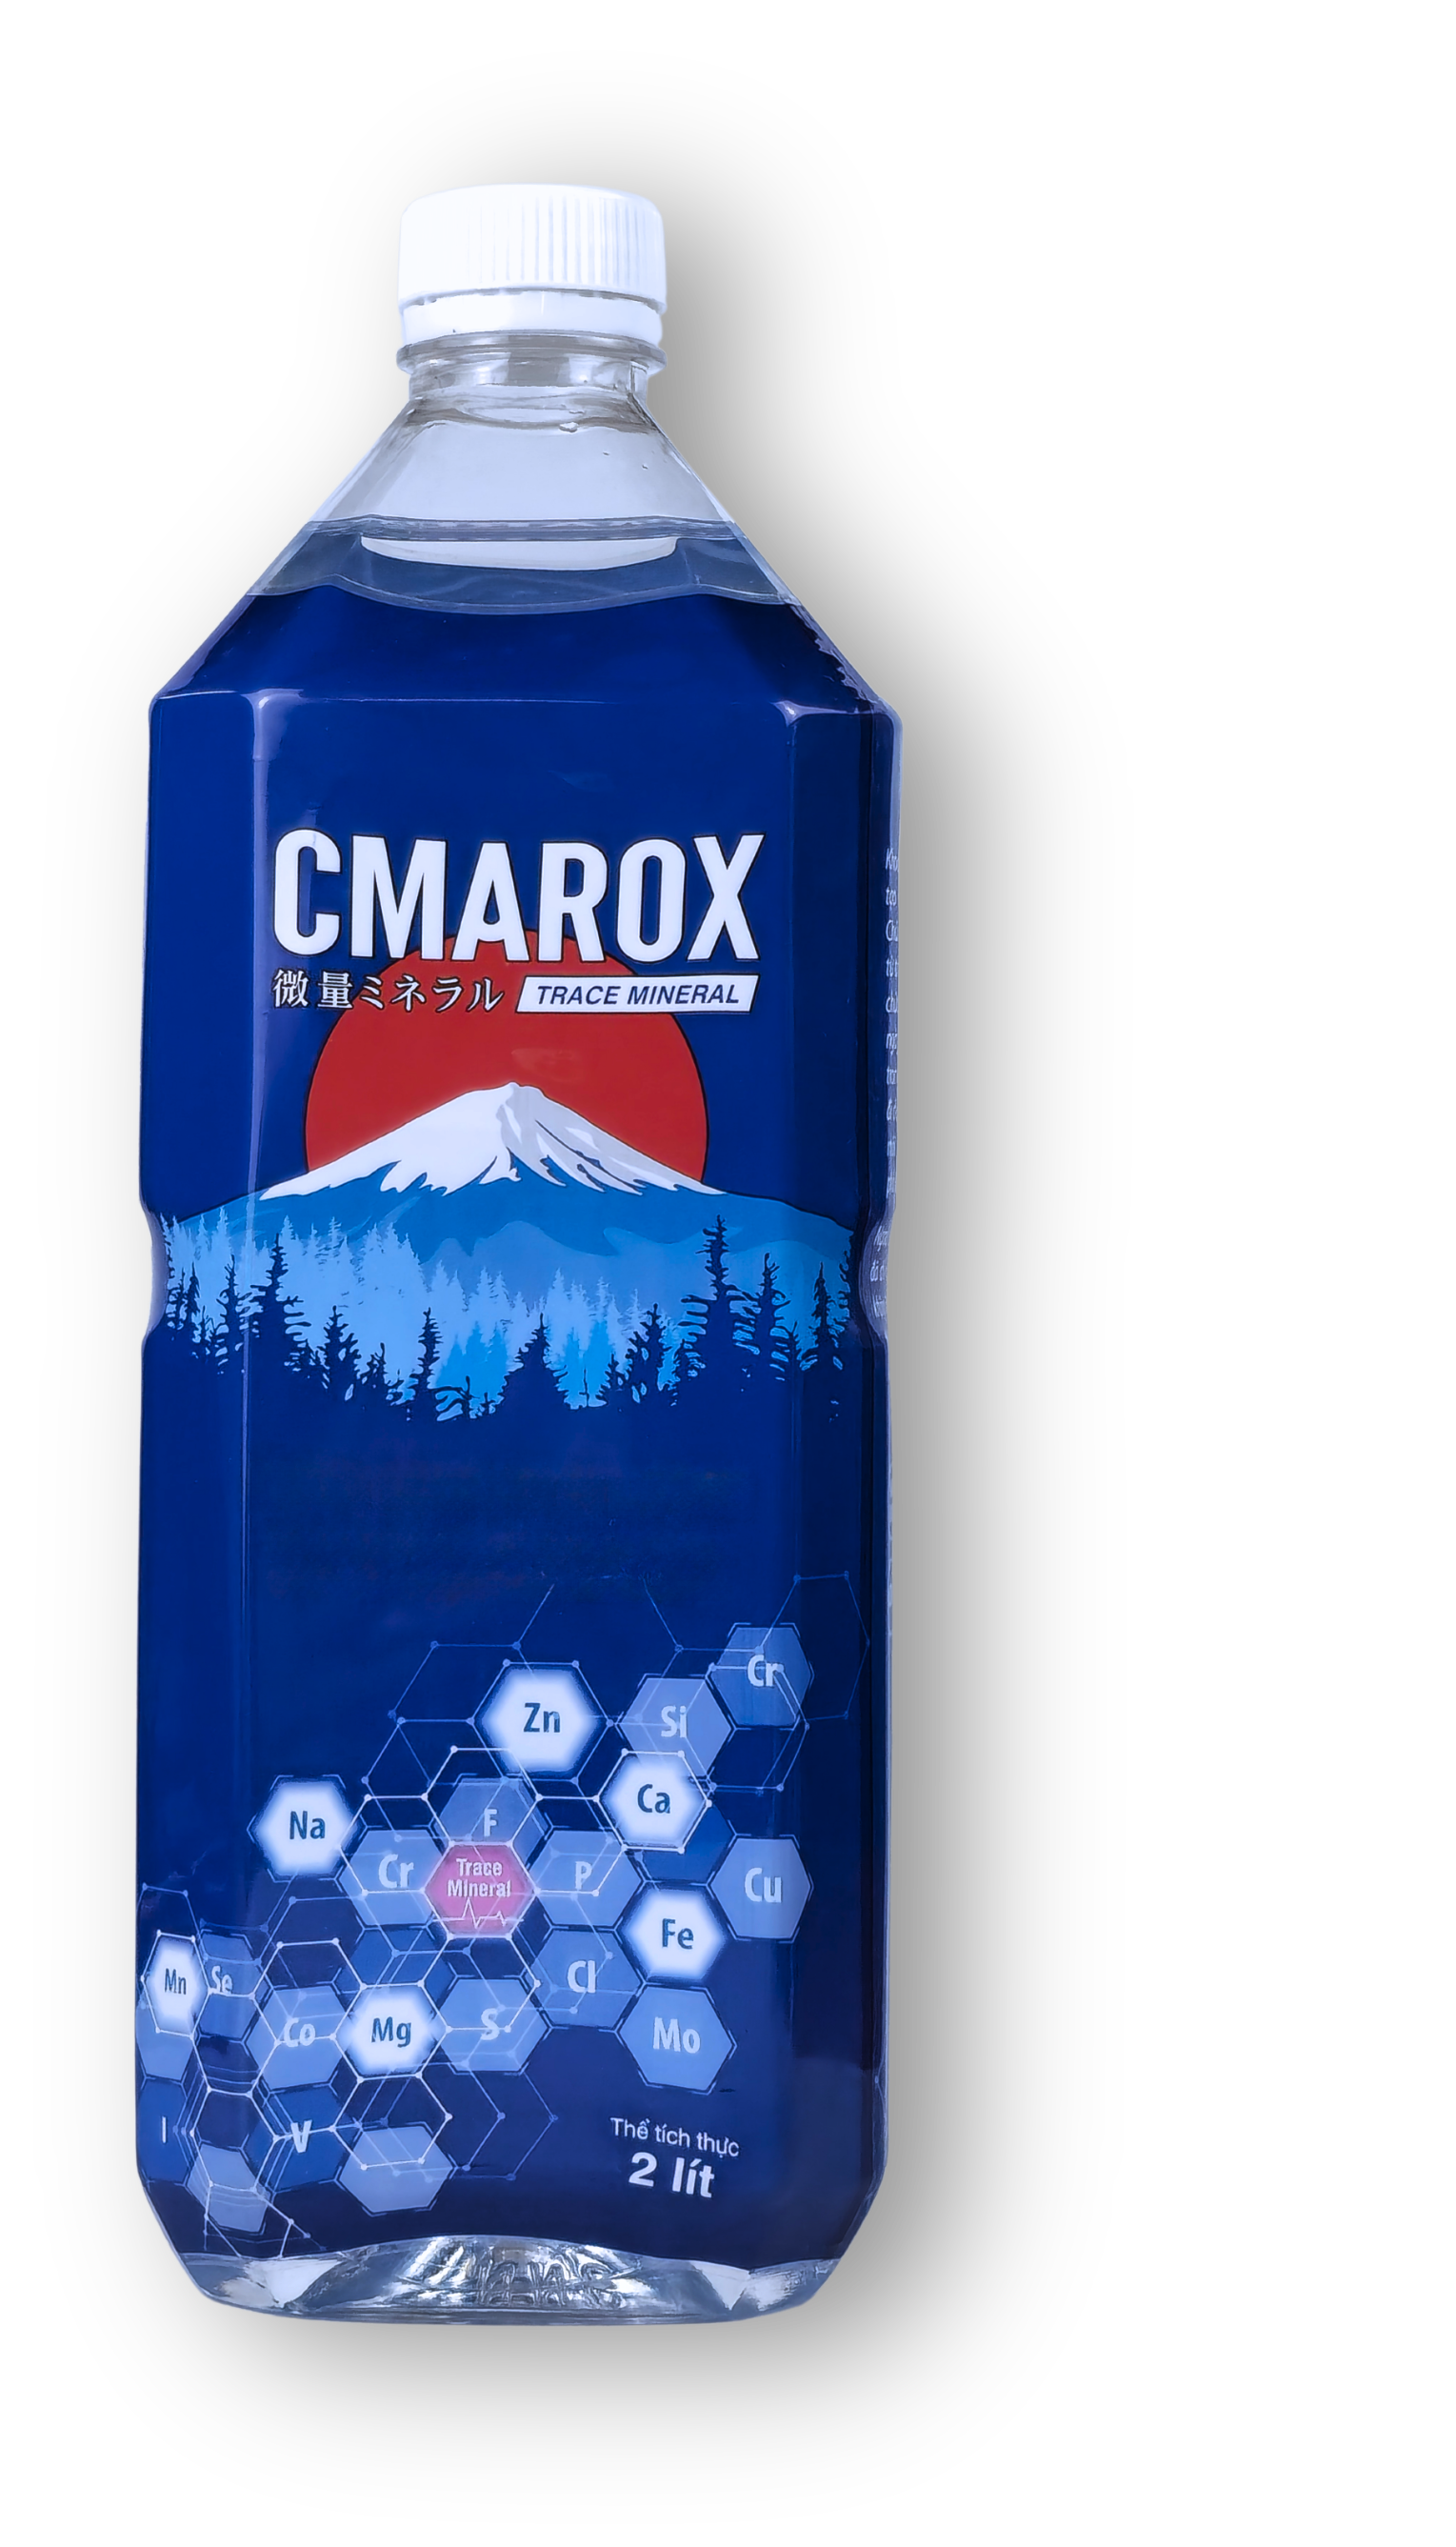 CMAROX
微量ミネラル TRACE MINERAL
Cr
Zn
Si
Ca
Na
F
Cr
Trace
Mineral
P
Cu
Fe
Mn
Se
Cl
Co
Mg
S
Mo
I
V
Thể tích thực
2 lít